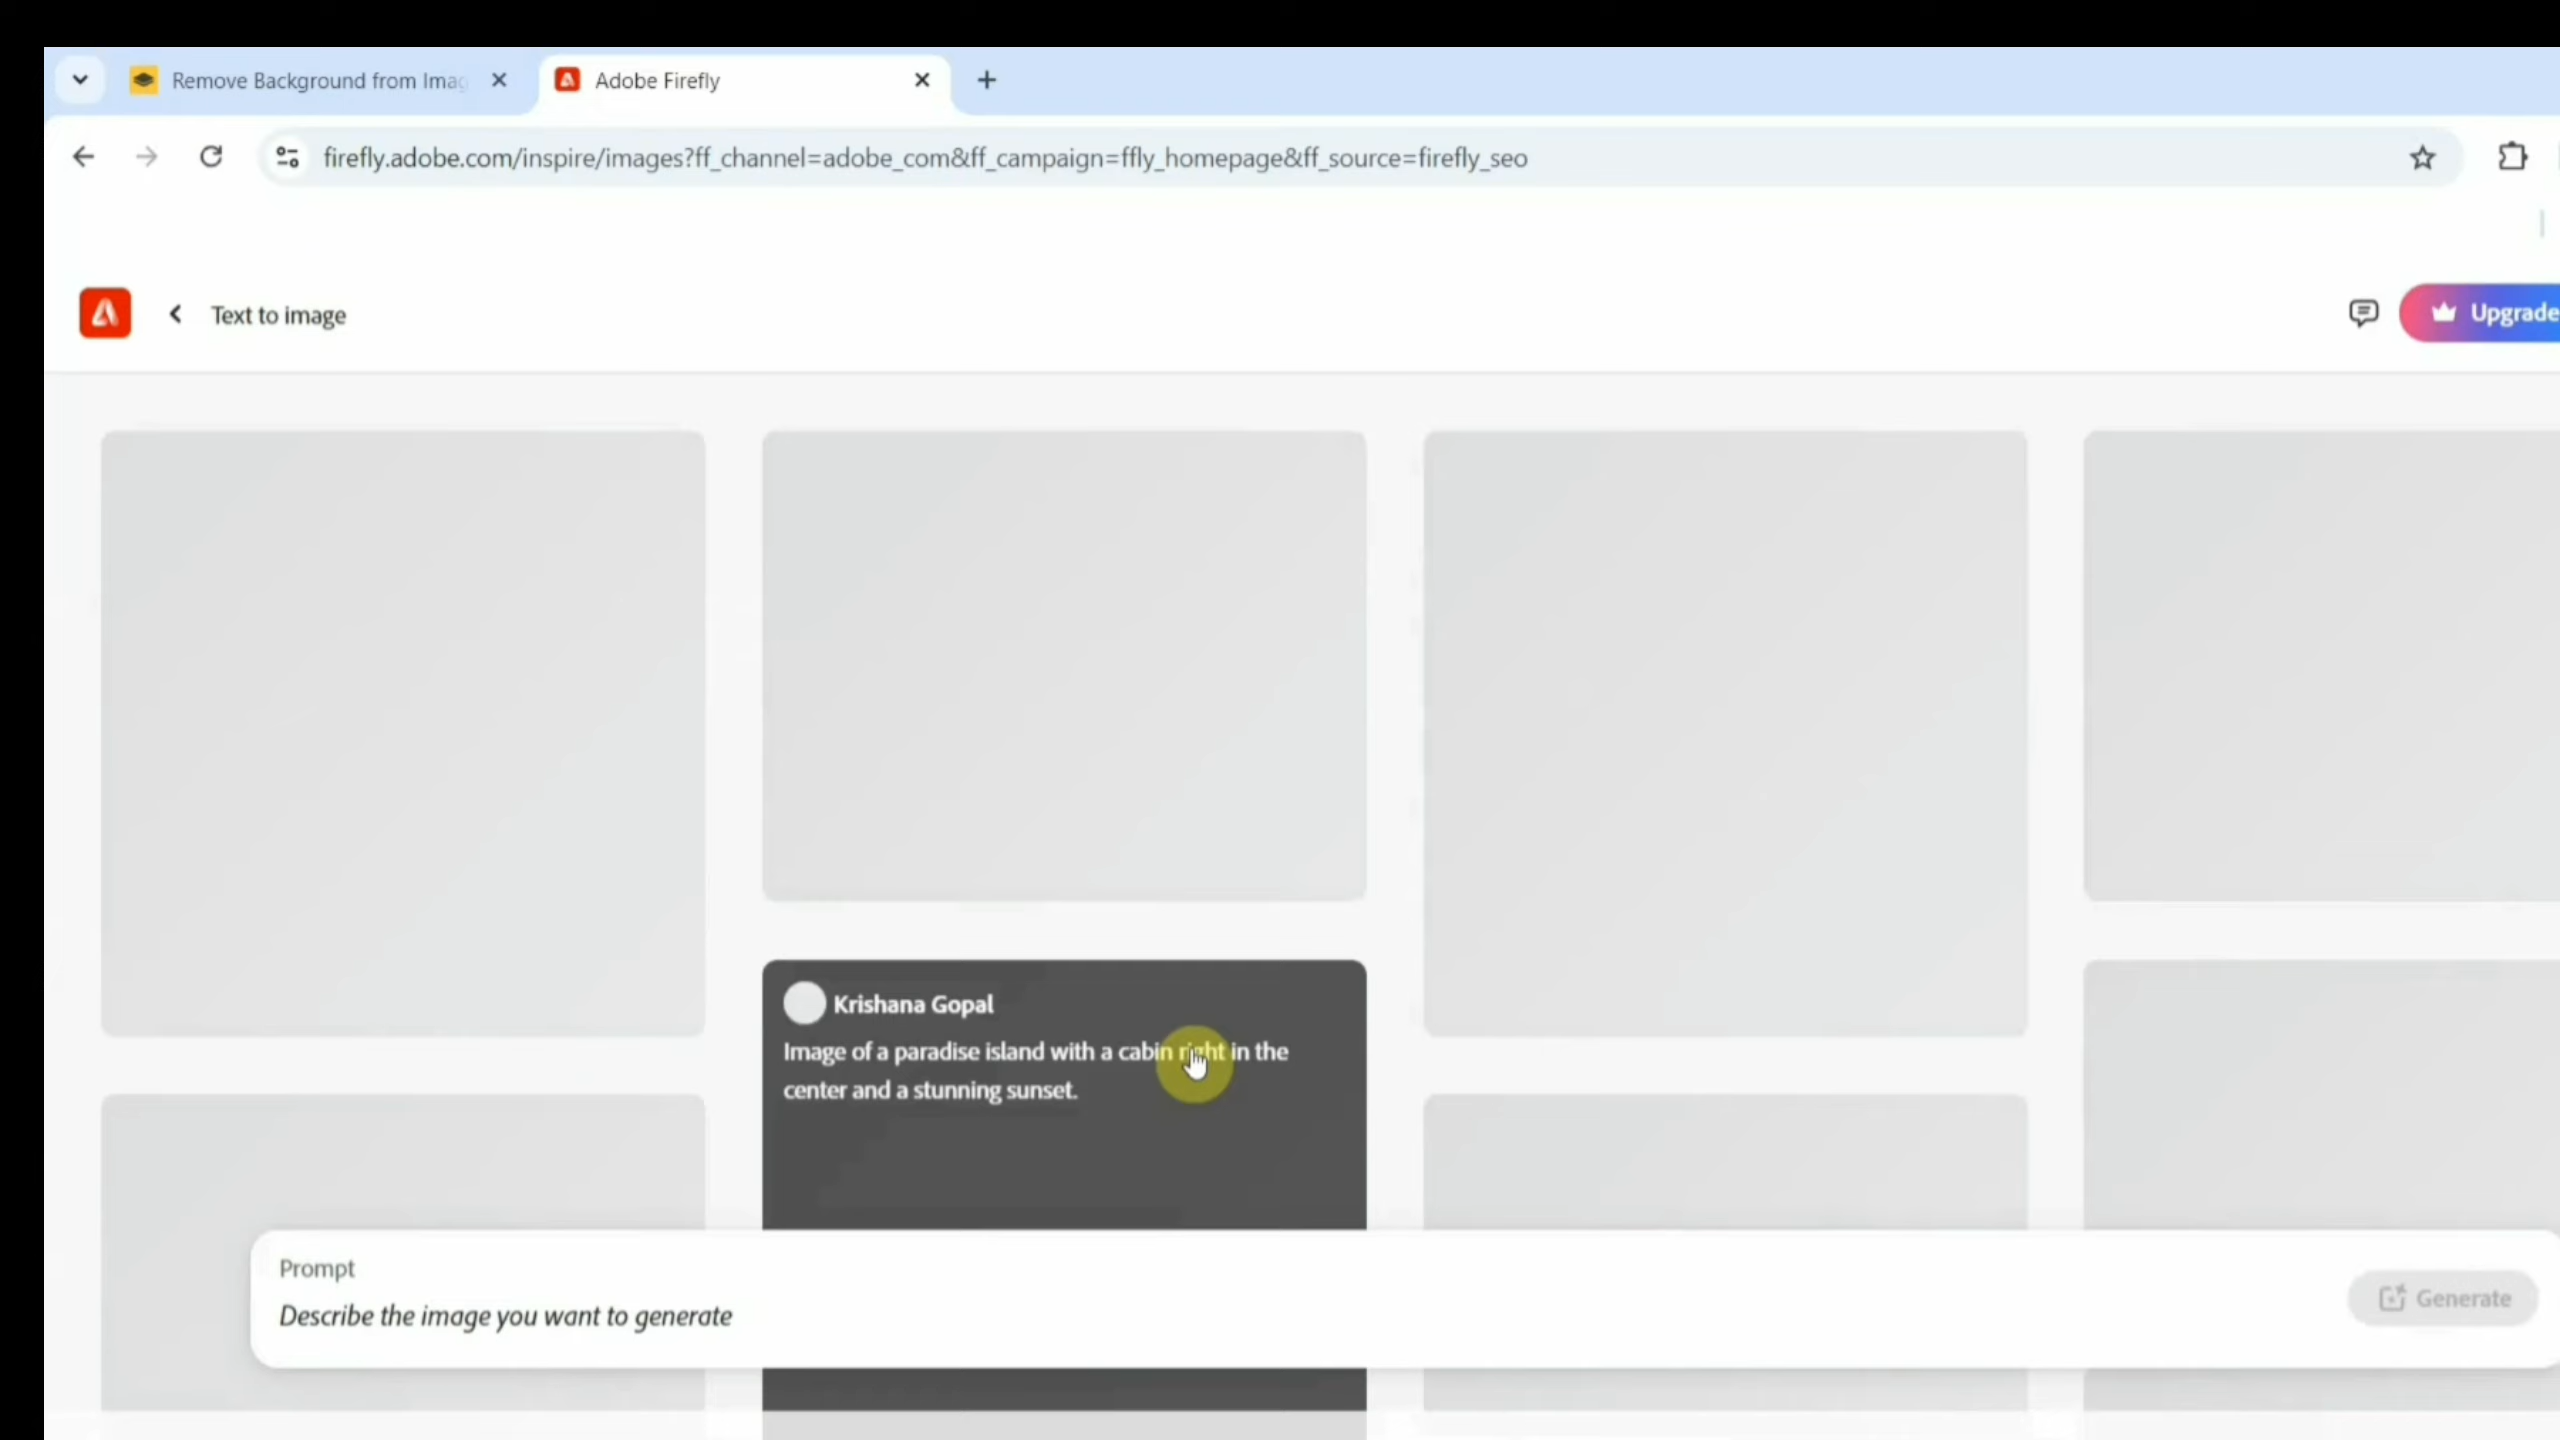 Remove Background from Imag
Adobe Firefly
firefly.adobe.com/inspire/images?ff_channel=adobe_com&ff_campaign=ffly_homepage&ff_source=firefly_seo
Text to image
Upgrade
Krishana Gopal
Image of a paradise island with a cabin right in the
center and a stunning sunset.
Prompt
Describe the image you want to generate
Generate